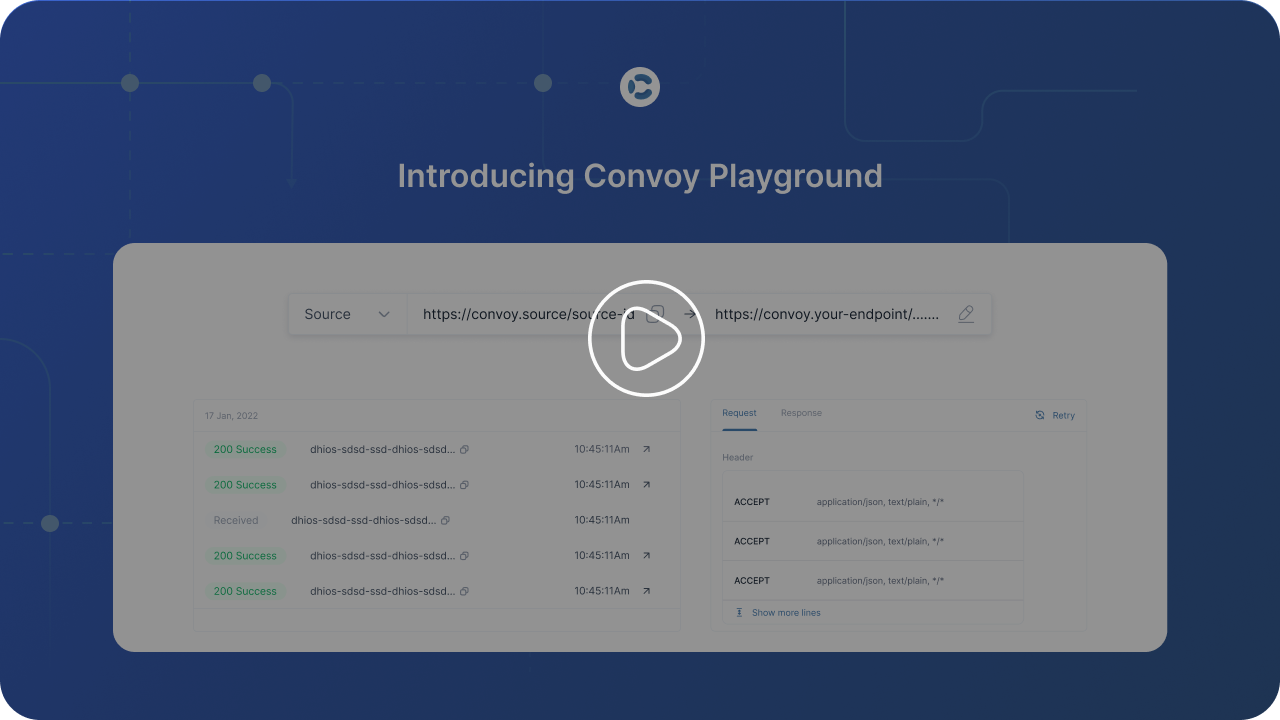 Introducing Convoy Playground
Source https://convoy.source/source-id → https://convoy.your-endpoint/.......
17 Jan, 2022
200 Success dhios-sdsd-ssd-dhios-sdsd... 10:45:11Am
200 Success dhios-sdsd-ssd-dhios-sdsd... 10:45:11Am
Received dhios-sdsd-ssd-dhios-sdsd... 10:45:11Am
200 Success dhios-sdsd-ssd-dhios-sdsd... 10:45:11Am
200 Success dhios-sdsd-ssd-dhios-sdsd... 10:45:11Am
Request Response Retry
Header
ACCEPT application/json, text/plain, */*
ACCEPT application/json, text/plain, */*
ACCEPT application/json, text/plain, */*
Show more lines